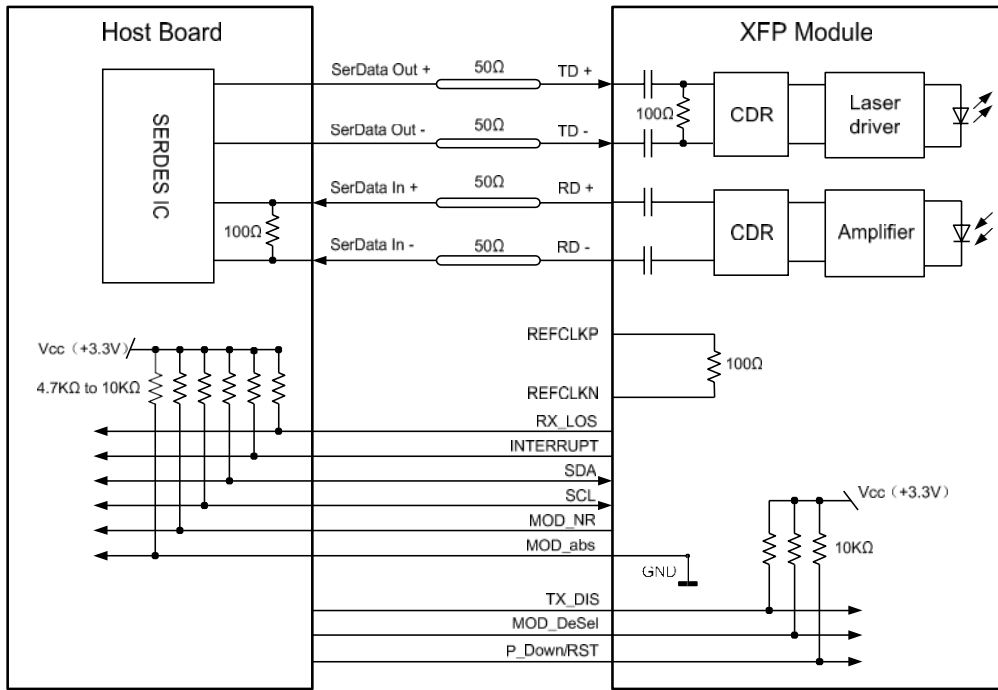 Host Board
XFP Module
SERDES IC
SerData Out +
50Ω
TD +
SerData Out -
50Ω
TD -
SerData In +
50Ω
RD +
SerData In -
50Ω
RD -
100Ω
100Ω
CDR
Laser
driver
CDR
Amplifier
REFCLKP
100Ω
REFCLKN
Vcc（+3.3V）
4.7KΩ to 10KΩ
RX_LOS
INTERRUPT
SDA
SCL
MOD_NR
MOD_abs
GND
Vcc（+3.3V）
10KΩ
TX_DIS
MOD_DeSel
P_Down/RST